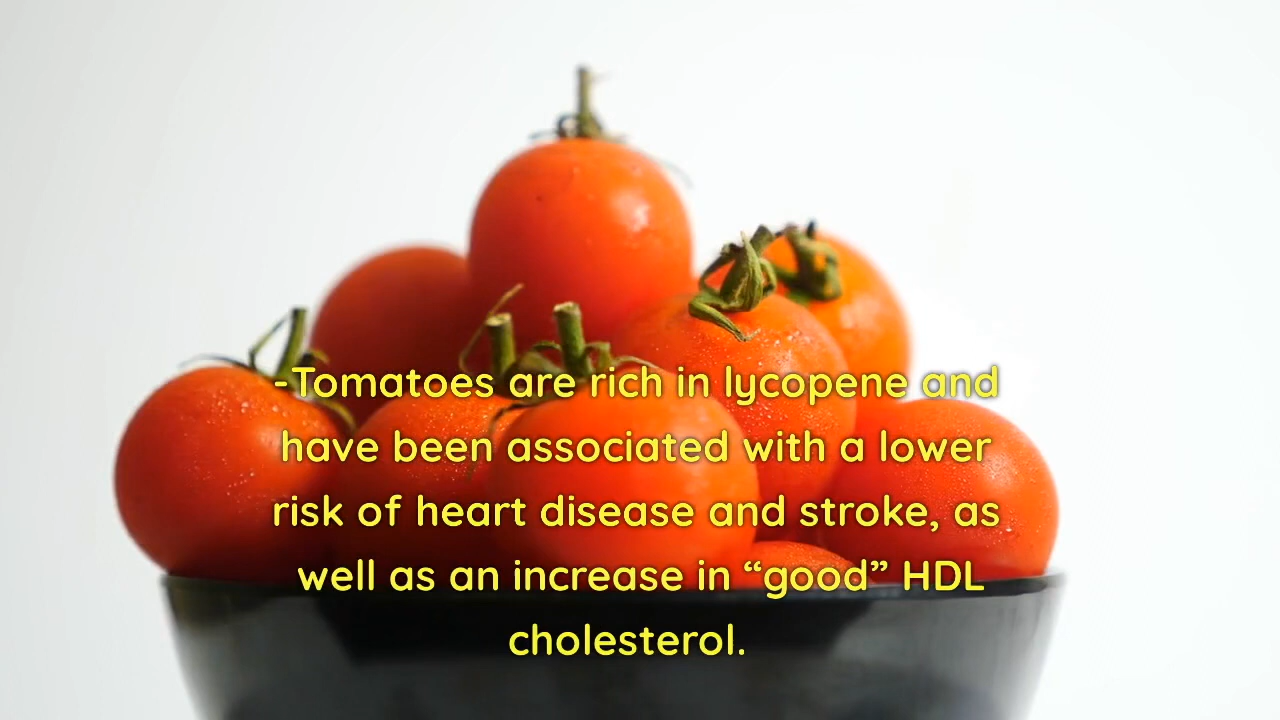 -Tomatoes are rich in lycopene and
have been associated with a lower
risk of heart disease and stroke, as
well as an increase in “good” HDL
cholesterol.